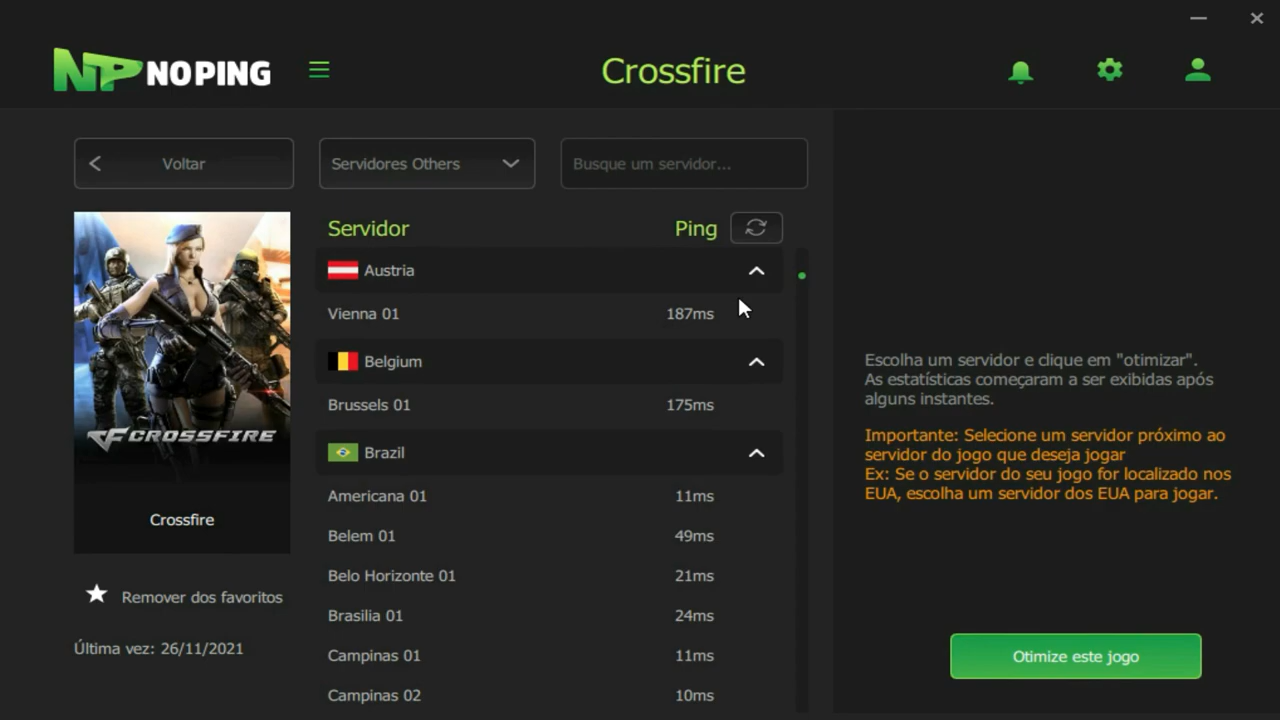 NP NOPING
Crossfire
Voltar
Servidores Others
Busque um servidor...
Servidor
Ping
Austria
Vienna 01
187ms
Belgium
Brussels 01
175ms
Brazil
Americana 01
11ms
Belem 01
49ms
Belo Horizonte 01
21ms
Brasilia 01
24ms
Campinas 01
11ms
Campinas 02
10ms
CF CROSSFIRE
Crossfire
Remover dos favoritos
Última vez: 26/11/2021
Escolha um servidor e clique em "otimizar".
As estatísticas começaram a ser exibidas após
alguns instantes.
Importante: Selecione um servidor próximo ao
servidor do jogo que deseja jogar
Ex: Se o servidor do seu jogo for localizado nos
EUA, escolha um servidor dos EUA para jogar.
Otimize este jogo